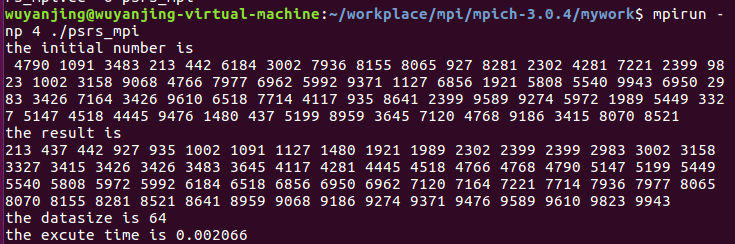 wuyanjing@wuyanjing-virtual-machine:~/workplace/mpi/mpich-3.0.4/mywork$ mpirun -
np 4 ./psrs_mpi
the initial number is
 4790 1091 3483 213 442 6184 3002 7936 8155 8065 927 8281 2302 4281 7221 2399 98
23 1002 3158 9068 4766 7977 6962 5992 9371 1127 6856 1921 5808 5540 9943 6950 29
83 3426 7164 3426 9610 6518 7714 4117 935 8641 2399 9589 9274 5972 1989 5449 332
7 5147 4518 4445 9476 1480 437 5199 8959 3645 7120 4768 9186 3415 8070 8521
the result is
213 437 442 927 935 1002 1091 1127 1480 1921 1989 2302 2399 2399 2983 3002 3158
3327 3415 3426 3426 3483 3645 4117 4281 4445 4518 4766 4768 4790 5147 5199 5449
5540 5808 5972 5992 6184 6518 6856 6950 6962 7120 7164 7221 7714 7936 7977 8065
8070 8155 8281 8521 8641 8959 9068 9186 9274 9371 9476 9589 9610 9823 9943
the datasize is 64
the excute time is 0.002066